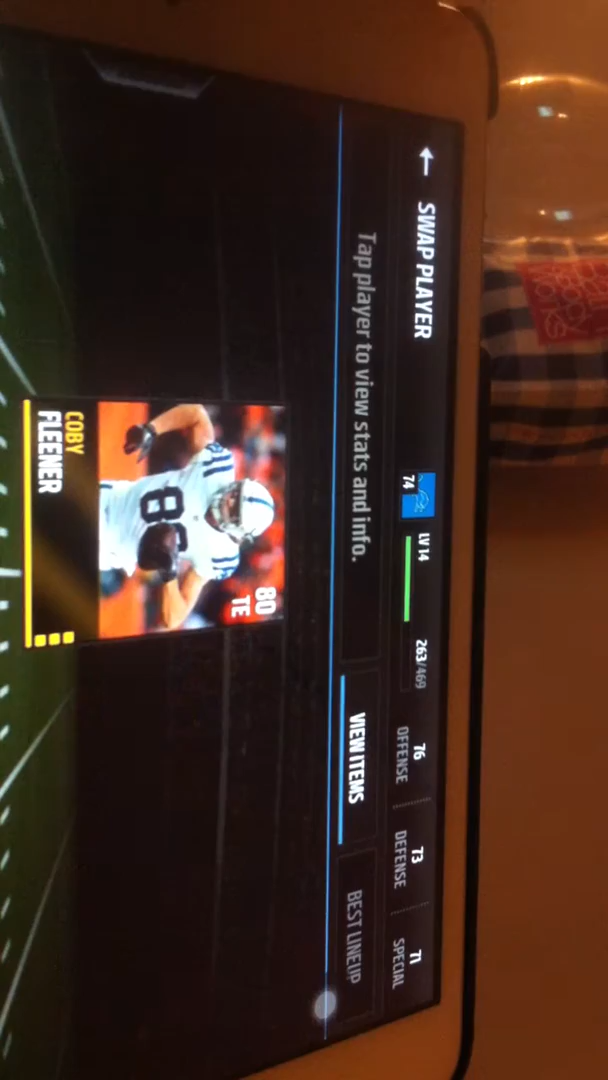 SWAP PLAYER
74
LV 14
263/469
76
OFFENSE
73
DEFENSE
71
SPECIAL
Tap player to view stats and info.
VIEW ITEMS
BEST LINEUP
80
TE
COBY
FLEENER